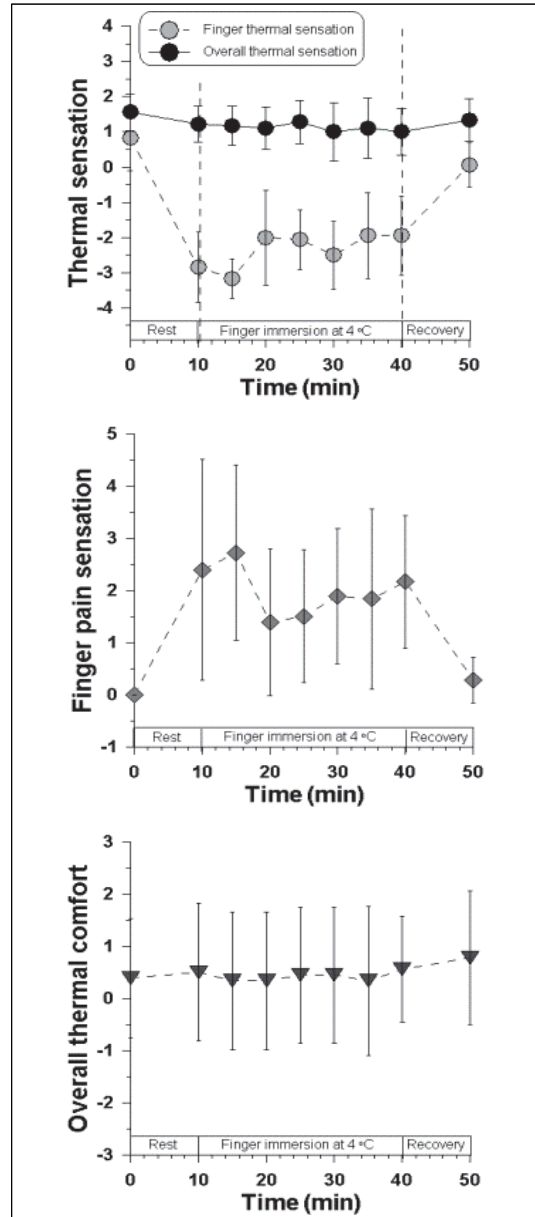 Finger thermal sensation
Overall thermal sensation
Thermal sensation
2
1
0
-1
-2
-3
-4
Rest
Finger immersion at 4 ºC
Recovery
0 10 20 30 40 50
Time (min)
Finger pain sensation
5
4
3
2
1
0
-1
Rest
Finger immersion at 4 ºC
Recovery
0 10 20 30 40 50
Time (min)
Overall thermal comfort
3
2
1
0
-1
-2
-3
Rest
Finger immersion at 4 ºC
Recovery
0 10 20 30 40 50
Time (min)